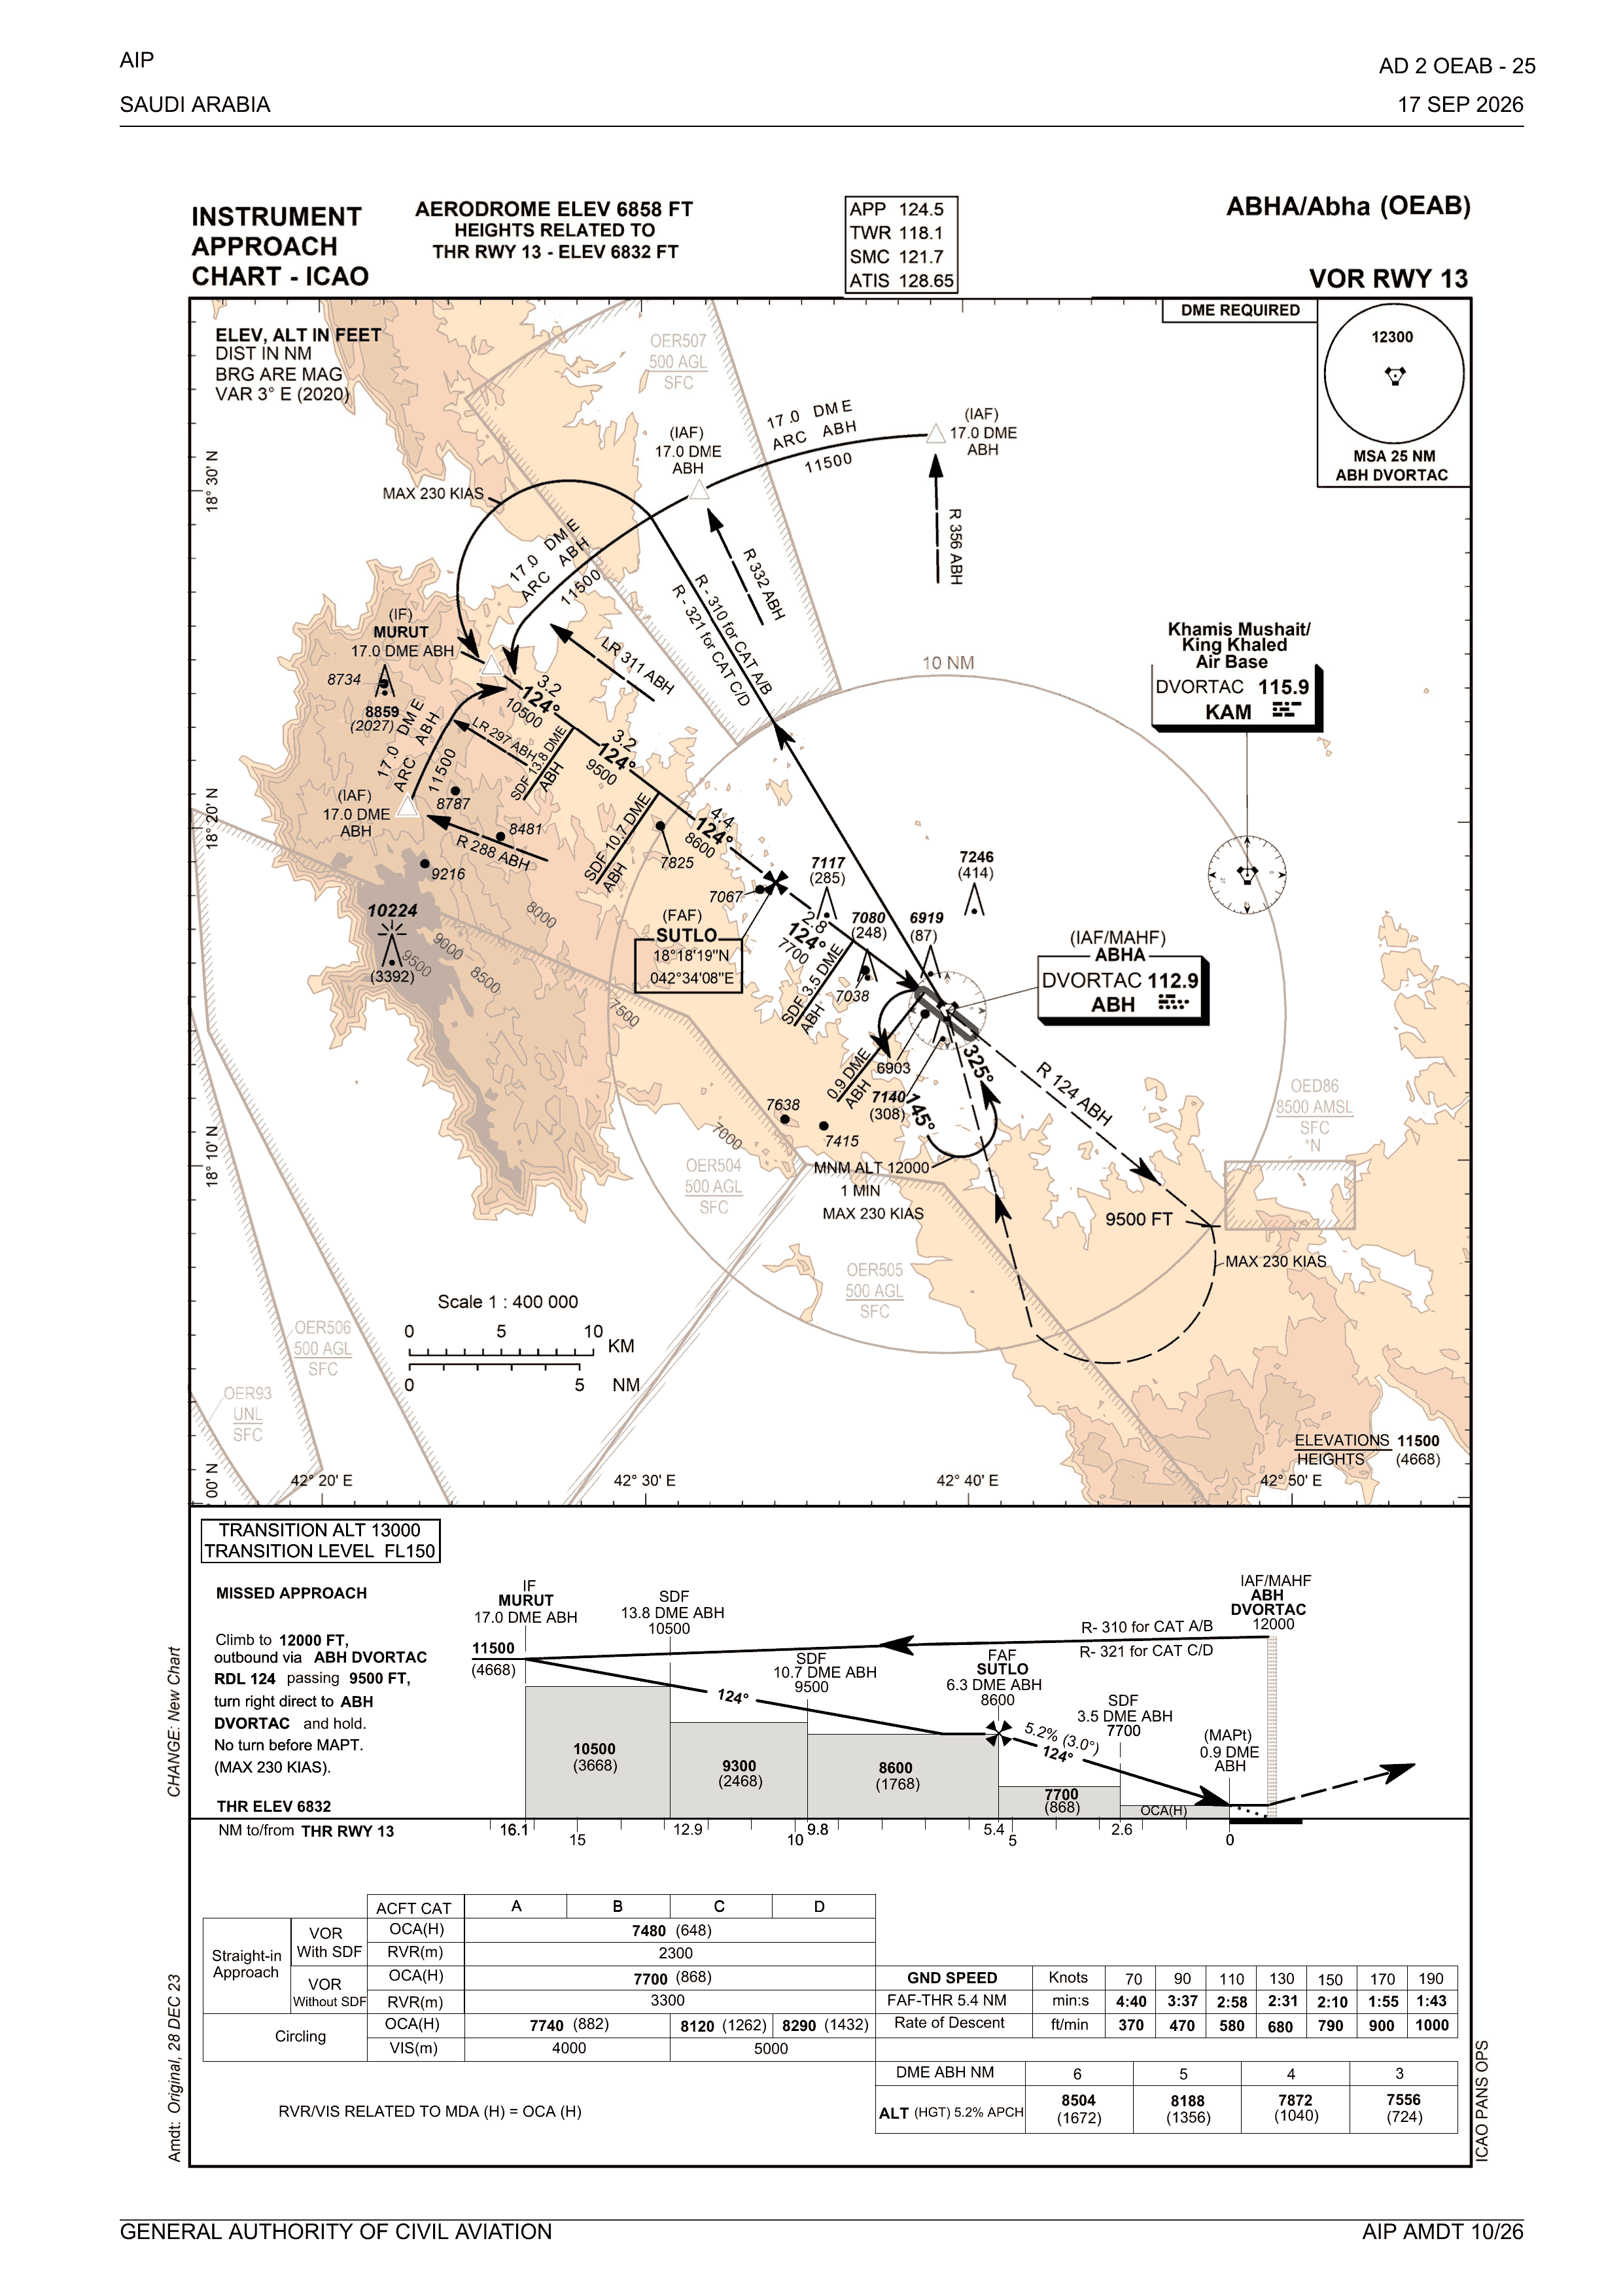 AIP
SAUDI ARABIA
AD 2 OEAB - 25
17 SEP 2026
INSTRUMENT
APPROACH
CHART - ICAO
AERODROME ELEV 6858 FT
HEIGHTS RELATED TO
THR RWY 13 - ELEV 6832 FT
APP 124.5
TWR 118.1
SMC 121.7
ATIS 128.65
ABHA/Abha (OEAB)
VOR RWY 13
ELEV, ALT IN FEET
DIST IN NM
BRG ARE MAG
VAR 3° E (2020)
DME REQUIRED
12300
MSA 25 NM
ABH DVORTAC
OER507
500 AGL
SFC
17.0 DME
ARC ABH
11500
(IAF)
17.0 DME
ABH
(IAF)
17.0 DME
ABH
18° 30' N
MAX 230 KIAS
17.0 DME
ARC ABH
11500
R 332 ABH
R 356 ABH
R - 310 for CAT A/B
R - 321 for CAT C/D
(IF)
MURUT
17.0 DME ABH
8734
8859
(2027)
LR 311 ABH
10 NM
Khamis Mushait/
King Khaled
Air Base
DVORTAC 115.9
KAM
3.2
124°
10500
17.0 DME
ARC ABH
11500
LR 297 ABH
SDF 13.8 DME
ABH
3.2
124°
9500
(IAF)
17.0 DME
ABH
8787
8481
R 288 ABH
9216
18° 20' N
SDF 10.7 DME
ABH
4.4
124°
8600
7825
7067
7117
(285)
7246
(414)
(FAF)
SUTLO
18°18'19"N
042°34'08"E
2.8
124°
7700
7080
(248)
6919
(87)
SDF 3.5 DME
ABH
7038
10224
(3392)
8000
9000
9500
8500
7500
7000
(IAF/MAHF)
ABHA
DVORTAC 112.9
ABH
0.9 DME
ABH
6903
7140
(308)
325°
145°
R 124 ABH
7638
7415
MNM ALT 12000
1 MIN
MAX 230 KIAS
18° 10' N
OED86
8500 AMSL
SFC
*N
OER504
500 AGL
SFC
9500 FT
MAX 230 KIAS
OER505
500 AGL
SFC
Scale 1 : 400 000
0 5 10
KM
0 5 NM
OER506
500 AGL
SFC
OER93
UNL
SFC
ELEVATIONS 11500
HEIGHTS (4668)
00' N
42° 20' E
42° 30' E
42° 40' E
42° 50' E
TRANSITION ALT 13000
TRANSITION LEVEL FL150
MISSED APPROACH
Climb to 12000 FT,
outbound via ABH DVORTAC
RDL 124 passing 9500 FT,
turn right direct to ABH
DVORTAC and hold.
No turn before MAPT.
(MAX 230 KIAS).
THR ELEV 6832
NM to/from THR RWY 13
IF
MURUT
17.0 DME ABH
11500
(4668)
SDF
13.8 DME ABH
10500
SDF
10.7 DME ABH
9500
FAF
SUTLO
6.3 DME ABH
8600
SDF
3.5 DME ABH
7700
(MAPt)
0.9 DME
ABH
IAF/MAHF
ABH
DVORTAC
12000
R- 310 for CAT A/B
R- 321 for CAT C/D
124°
5.2% (3.0°)
124°
10500
(3668)
9300
(2468)
8600
(1768)
7700
(868)
OCA(H)
16.1 15 12.9 10 9.8 5.4 5 2.6 0
CHANGE: New Chart
Amdt: Original, 28 DEC 23
ICAO PANS OPS
ACFT CAT A B C D
Straight-in
Approach
VOR
With SDF
OCA(H) 7480 (648)
RVR(m) 2300
VOR
Without SDF
OCA(H) 7700 (868)
RVR(m) 3300
Circling
OCA(H) 7740 (882) 8120 (1262) 8290 (1432)
VIS(m) 4000 5000
GND SPEED Knots 70 90 110 130 150 170 190
FAF-THR 5.4 NM min:s 4:40 3:37 2:58 2:31 2:10 1:55 1:43
Rate of Descent ft/min 370 470 580 680 790 900 1000
DME ABH NM 6 5 4 3
ALT (HGT) 5.2% APCH 8504 8188 7872 7556
(1672) (1356) (1040) (724)
RVR/VIS RELATED TO MDA (H) = OCA (H)
GENERAL AUTHORITY OF CIVIL AVIATION
AIP AMDT 10/26